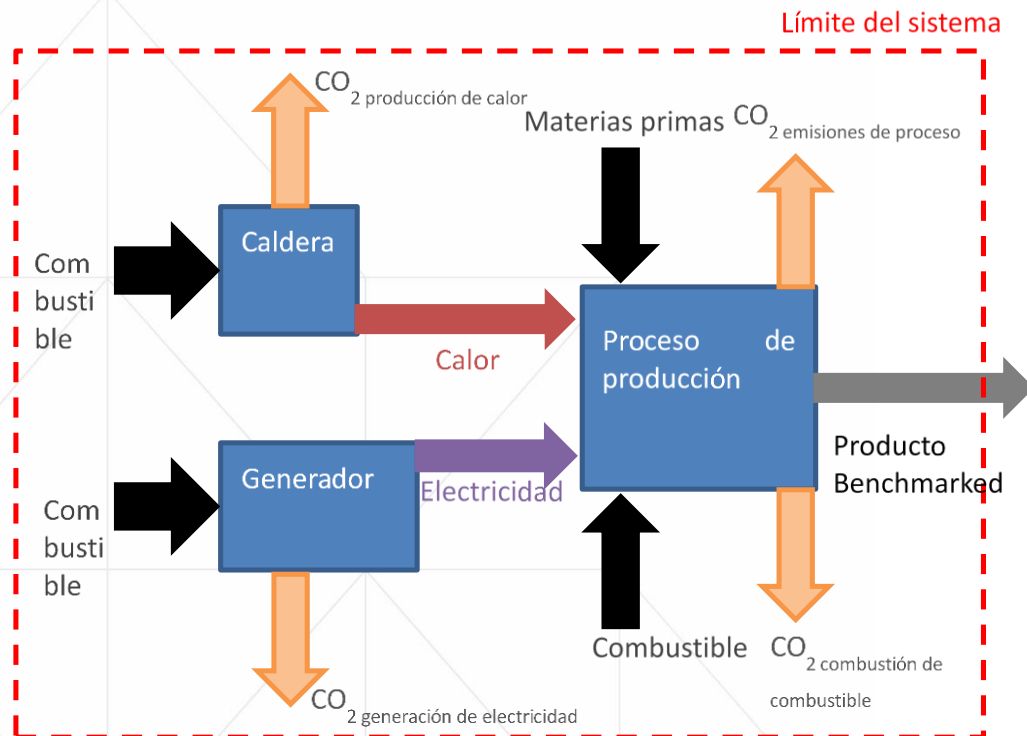 Límite del sistema
CO2 producción de calor
Materias primas
CO2 emisiones de proceso
Caldera
Com
busti
ble
Calor
Proceso de
producción
Generador
Electricidad
Producto
Benchmarked
Com
busti
ble
Combustible
CO2 combustión de
combustible
CO2 generación de electricidad